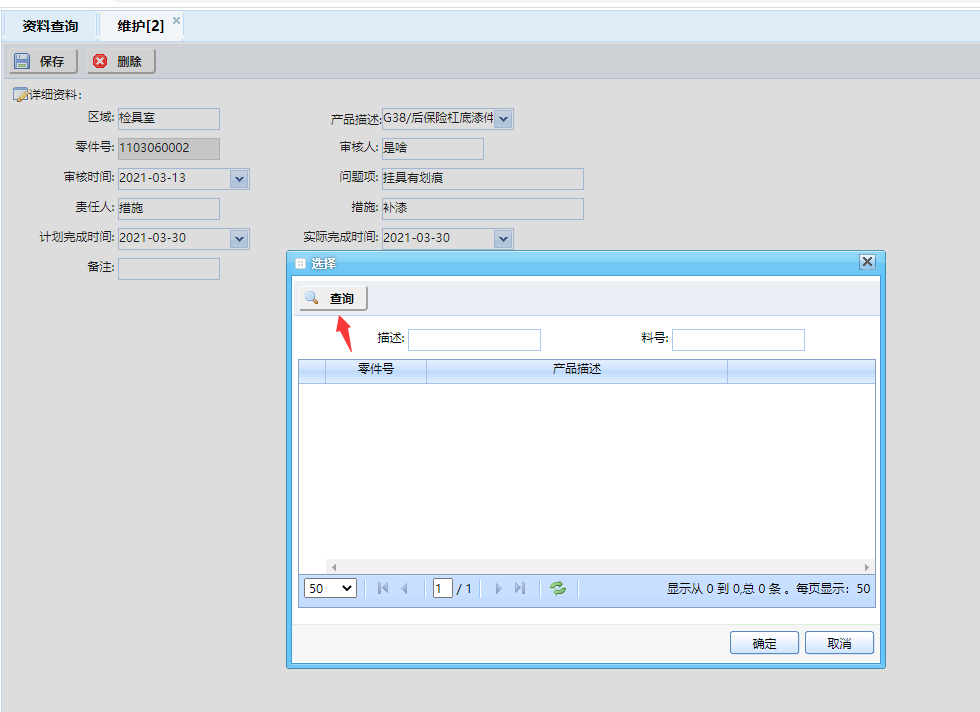 资料查询 维护[2]
保存 删除
详细资料:
区域: 检具室 产品描述: G38/后保险杠底漆件
零件号: 1103060002 审核人: 是啥
审核时间: 2021-03-13 问题项: 挂具有划痕
责任人: 措施 措施: 补漆
计划完成时间: 2021-03-30 实际完成时间: 2021-03-30
备注:
选择
查询
描述: 料号:
零件号 产品描述
50 1 / 1 显示从 0 到 0,总 0 条 。每页显示: 50
确定 取消